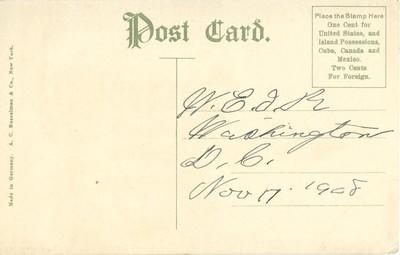 Post Card.
Place the Stamp Here
One Cent for
United States, and
Island Possessions,
Cuba, Canada and
Mexico.
Two Cents
For Foreign.
W. E. d R
Washington
D. C.
Nov 17. 1908
Made in Germany. A. C. Bosselman & Co., New York.